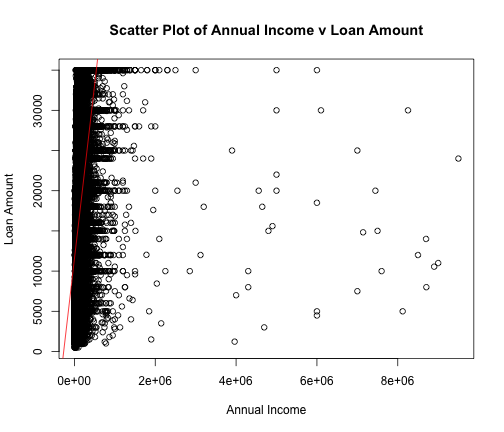 Scatter Plot of Annual Income v Loan Amount
Loan Amount
30000
20000
10000
5000
0
0e+00 2e+06 4e+06 6e+06 8e+06
Annual Income